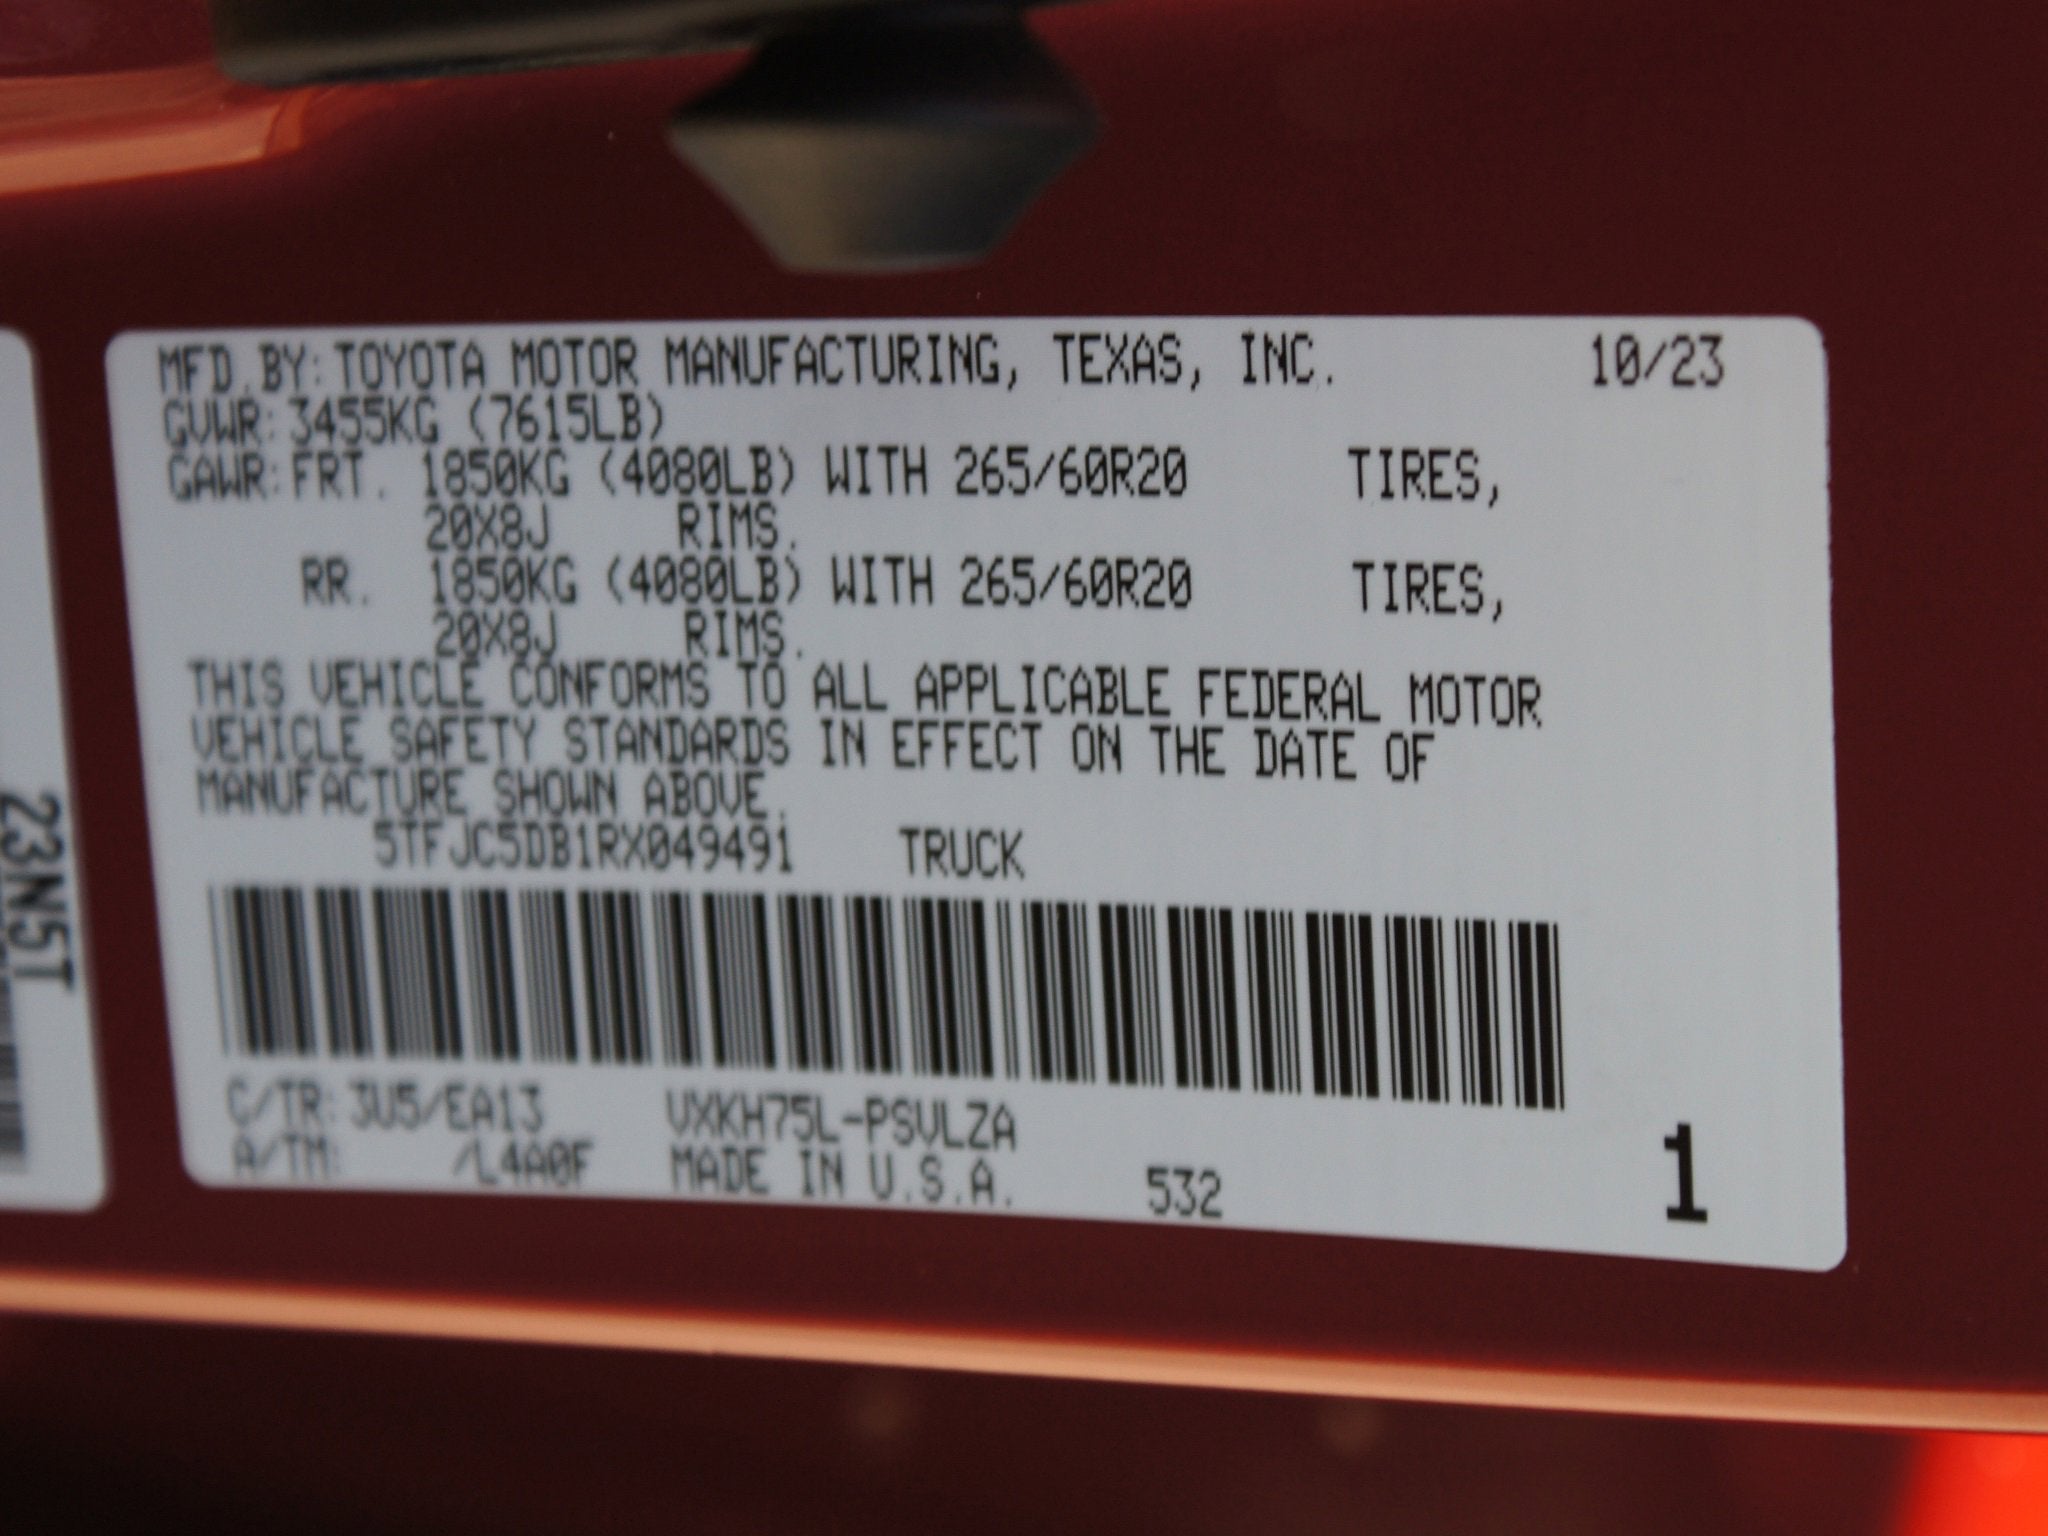 MFD.BY:TOYOTA MOTOR MANUFACTURING, TEXAS, INC. 10/23
GVWR:3455KG (7615LB)
GAWR:FRT. 1850KG (4080LB) WITH 265/60R20 TIRES,
20X8J RIMS.
RR. 1850KG (4080LB) WITH 265/60R20 TIRES,
20X8J RIMS.
THIS VEHICLE CONFORMS TO ALL APPLICABLE FEDERAL MOTOR
VEHICLE SAFETY STANDARDS IN EFFECT ON THE DATE OF
MANUFACTURE SHOWN ABOVE.
5TFJC5DB1RX049491 TRUCK
C/TR:3U5/EA13 VXKH75L-PSVLZA
A/TM: /L4A0F MADE IN U.S.A. 532
1
23N5T